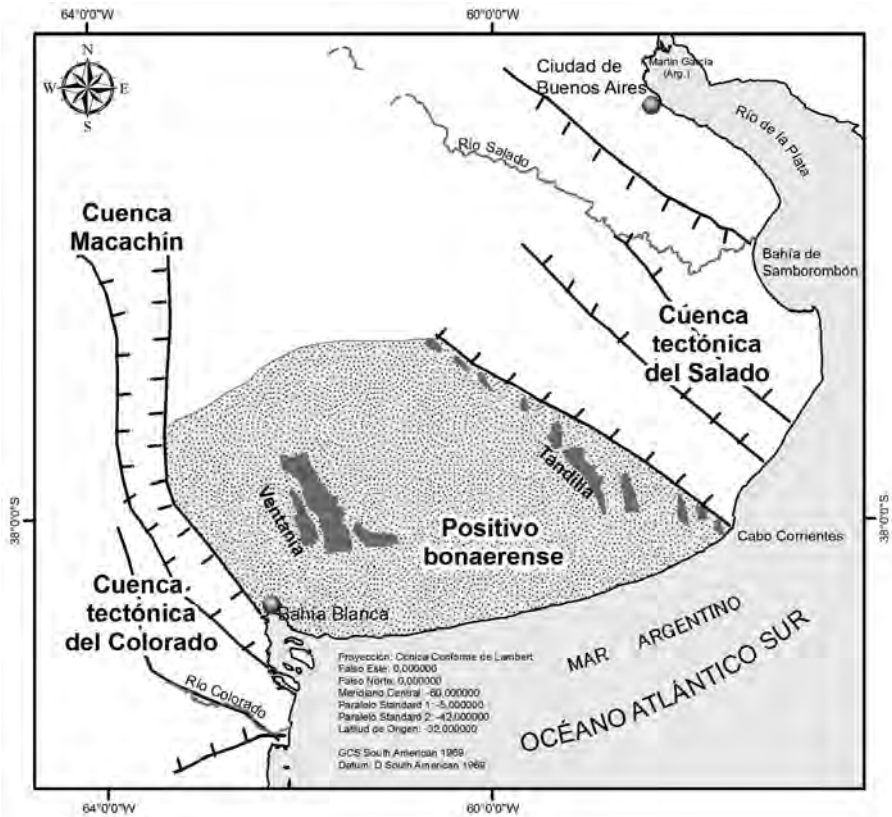 64°0'0"W
60°0'0"W
N
W
E
S
Ciudad de
Buenos Aires
Martín García
(Arg.)
Río de la Plata
Río Salado
Cuenca
Macachín
Bahía de
Samborombón
Cuenca
tectónica
del Salado
Tandilia
Ventania
Positivo
bonaerense
38°0'0"S
38°0'0"S
Cabo Corrientes
Cuenca
tectónica
del Colorado
Bahía Blanca
MAR ARGENTINO
OCÉANO ATLÁNTICO SUR
Río Colorado
Proyección: Cónica Conforme de Lambert
Falso Este: 0,000000
Falso Norte: 0,000000
Meridiano Central: -60,000000
Paralelo Standard 1: -5,000000
Paralelo Standard 2: -42,000000
Latitud de Origen: -32,000000
GCS South American 1969
Datum: D South American 1969
64°0'0"W
60°0'0"W